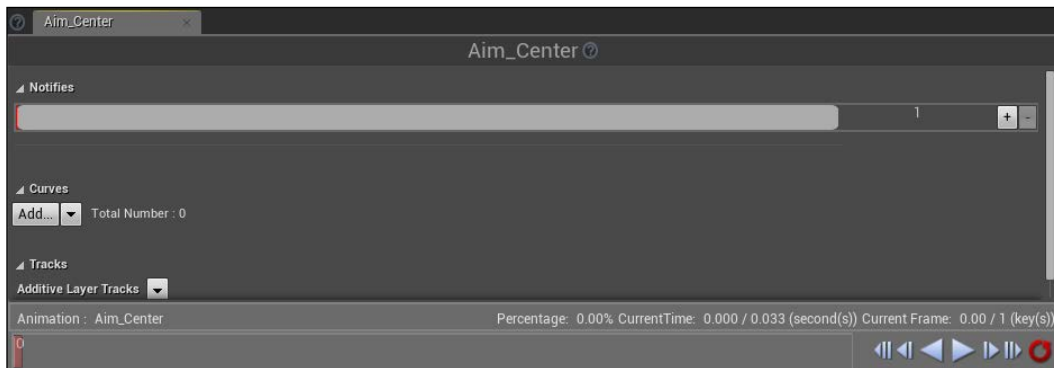 Aim_Center
Aim_Center
Notifies
1
Curves
Add... Total Number : 0
Tracks
Additive Layer Tracks
Animation : Aim_Center Percentage: 0.00% CurrentTime: 0.000 / 0.033 (second(s)) Current Frame: 0.00 / 1 (key(s))
0